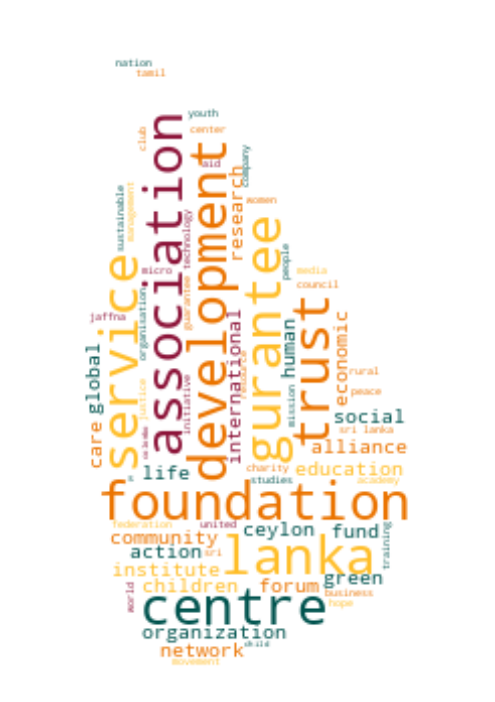 nation
tamil
association
youth
center
club
development
aid
company
research
women
sustainable
management
technology
gurantee
people
service
micro
media
council
guarantee
organisation
trust
jaffna
international
economic
human
global
resource
rural
justice
initiative
peace
mission
social
care
sri lanka
alliance
life
charity
education
s
studies
academy
foundation
federation
united
ceylon
fund
training
community
action
sri
lanka
institute
green
children
forum
world
business
centre
hope
organization
child
network
movement